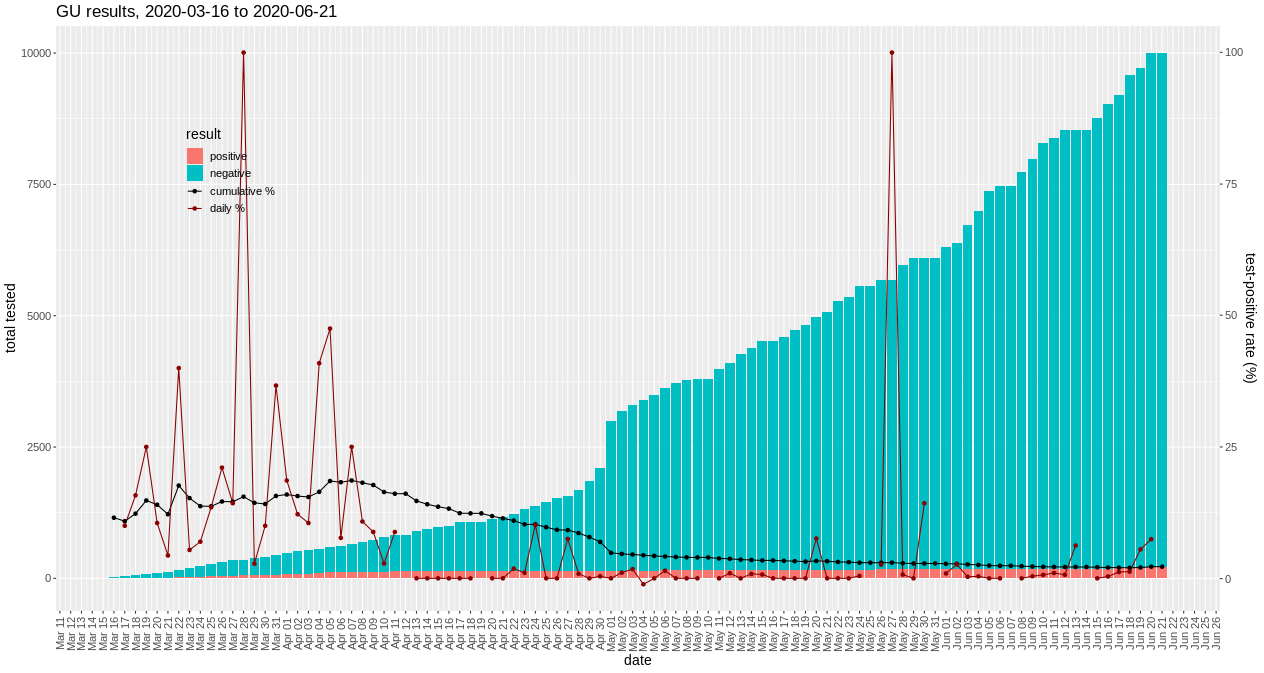 GU results, 2020-03-16 to 2020-06-21
10000
7500
5000
2500
0
total tested
result
positive
negative
cumulative %
daily %
100
75
50
25
0
test-positive rate (%)
Mar 11
Mar 12
Mar 13
Mar 14
Mar 15
Mar 16
Mar 17
Mar 18
Mar 19
Mar 20
Mar 21
Mar 22
Mar 23
Mar 24
Mar 25
Mar 26
Mar 27
Mar 28
Mar 29
Mar 30
Mar 31
Apr 01
Apr 02
Apr 03
Apr 04
Apr 05
Apr 06
Apr 07
Apr 08
Apr 09
Apr 10
Apr 11
Apr 12
Apr 13
Apr 14
Apr 15
Apr 16
Apr 17
Apr 18
Apr 19
Apr 20
Apr 21
Apr 22
Apr 23
Apr 24
Apr 25
Apr 26
Apr 27
Apr 28
Apr 29
Apr 30
May 01
May 02
May 03
May 04
May 05
May 06
May 07
May 08
May 09
May 10
May 11
May 12
May 13
May 14
May 15
May 16
May 17
May 18
May 19
May 20
May 21
May 22
May 23
May 24
May 25
May 26
May 27
May 28
May 29
May 30
May 31
Jun 01
Jun 02
Jun 03
Jun 04
Jun 05
Jun 06
Jun 07
Jun 08
Jun 09
Jun 10
Jun 11
Jun 12
Jun 13
Jun 14
Jun 15
Jun 16
Jun 17
Jun 18
Jun 19
Jun 20
Jun 21
Jun 22
Jun 23
Jun 24
Jun 25
Jun 26
date